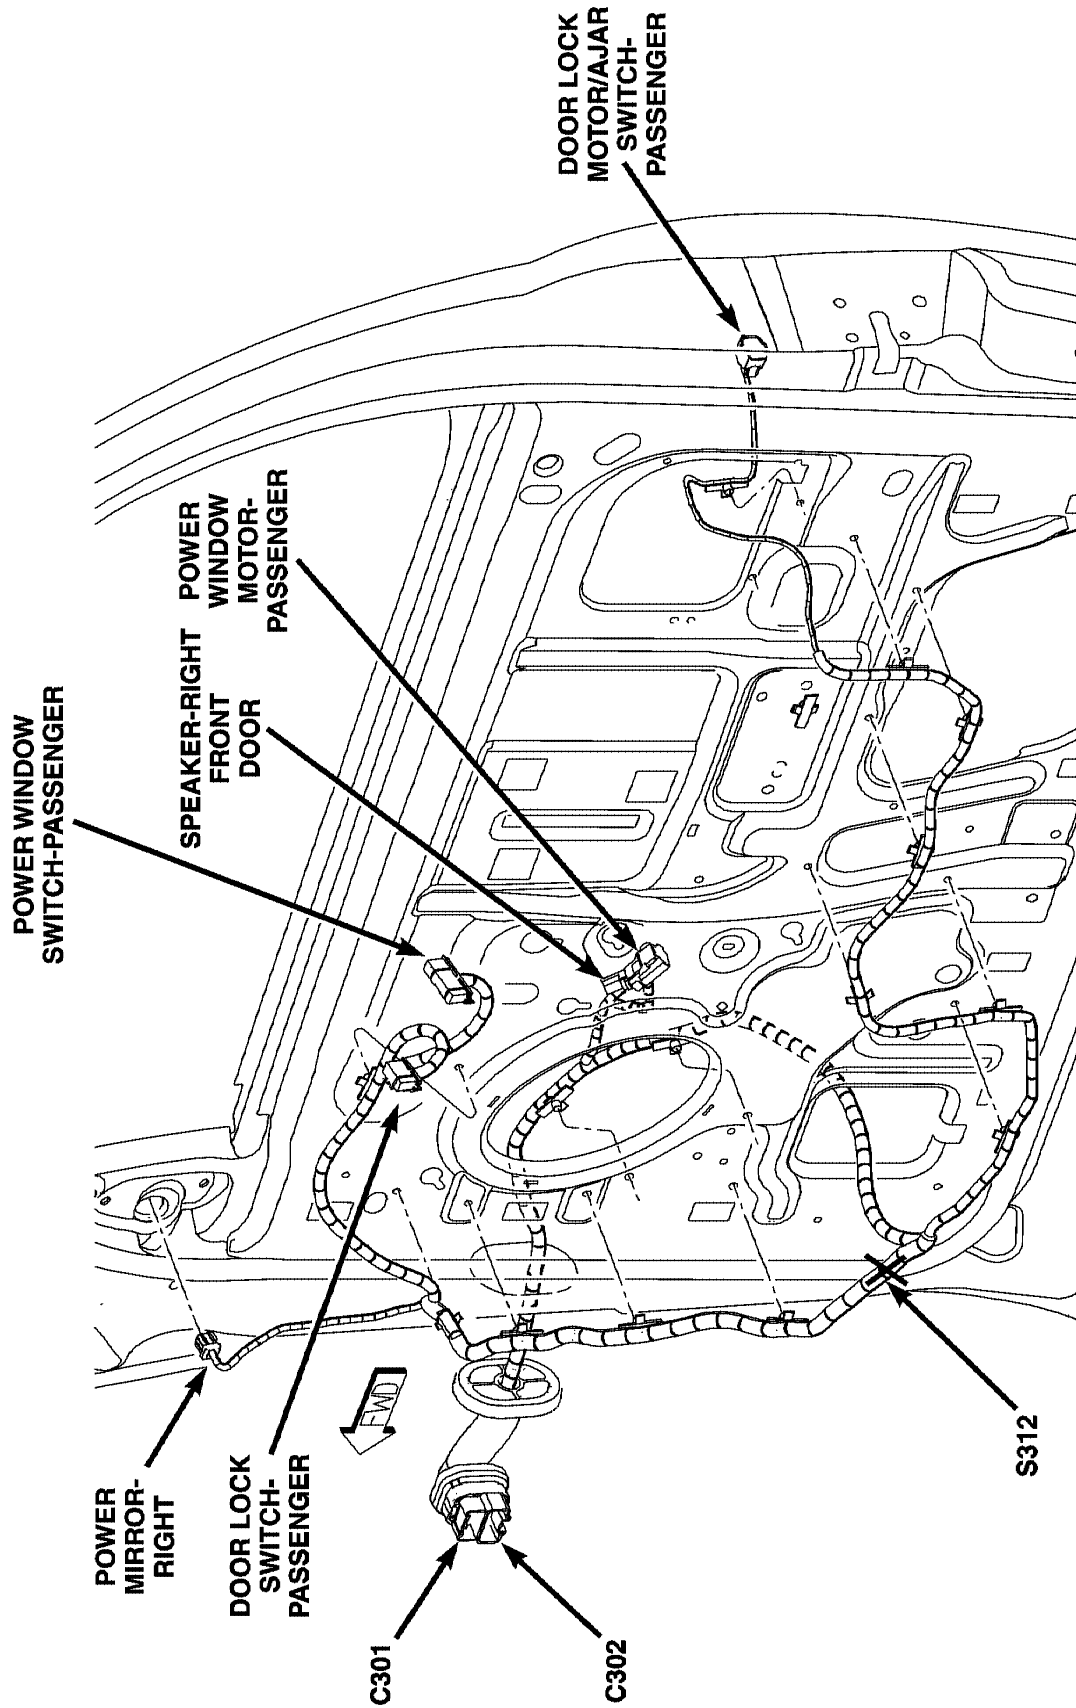 POWER WINDOW
SWITCH-PASSENGER
SPEAKER-RIGHT
FRONT
DOOR
POWER
WINDOW
MOTOR-
PASSENGER
DOOR LOCK
MOTOR/AJAR
SWITCH-
PASSENGER
POWER
MIRROR-
RIGHT
DOOR LOCK
SWITCH-
PASSENGER
FWD
C301
C302
S312